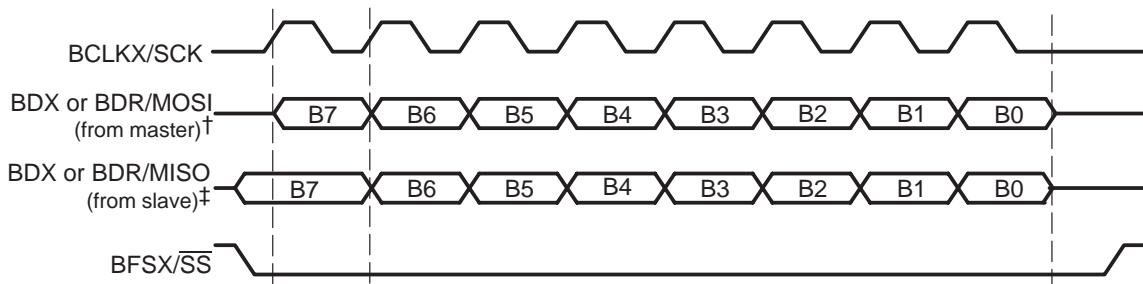 BCLKX/SCK
BDX or BDR/MOSI
(from master)†
B7 B6 B5 B4 B3 B2 B1 B0
BDX or BDR/MISO
(from slave)‡
B7 B6 B5 B4 B3 B2 B1 B0
BFSX/S̅S̅